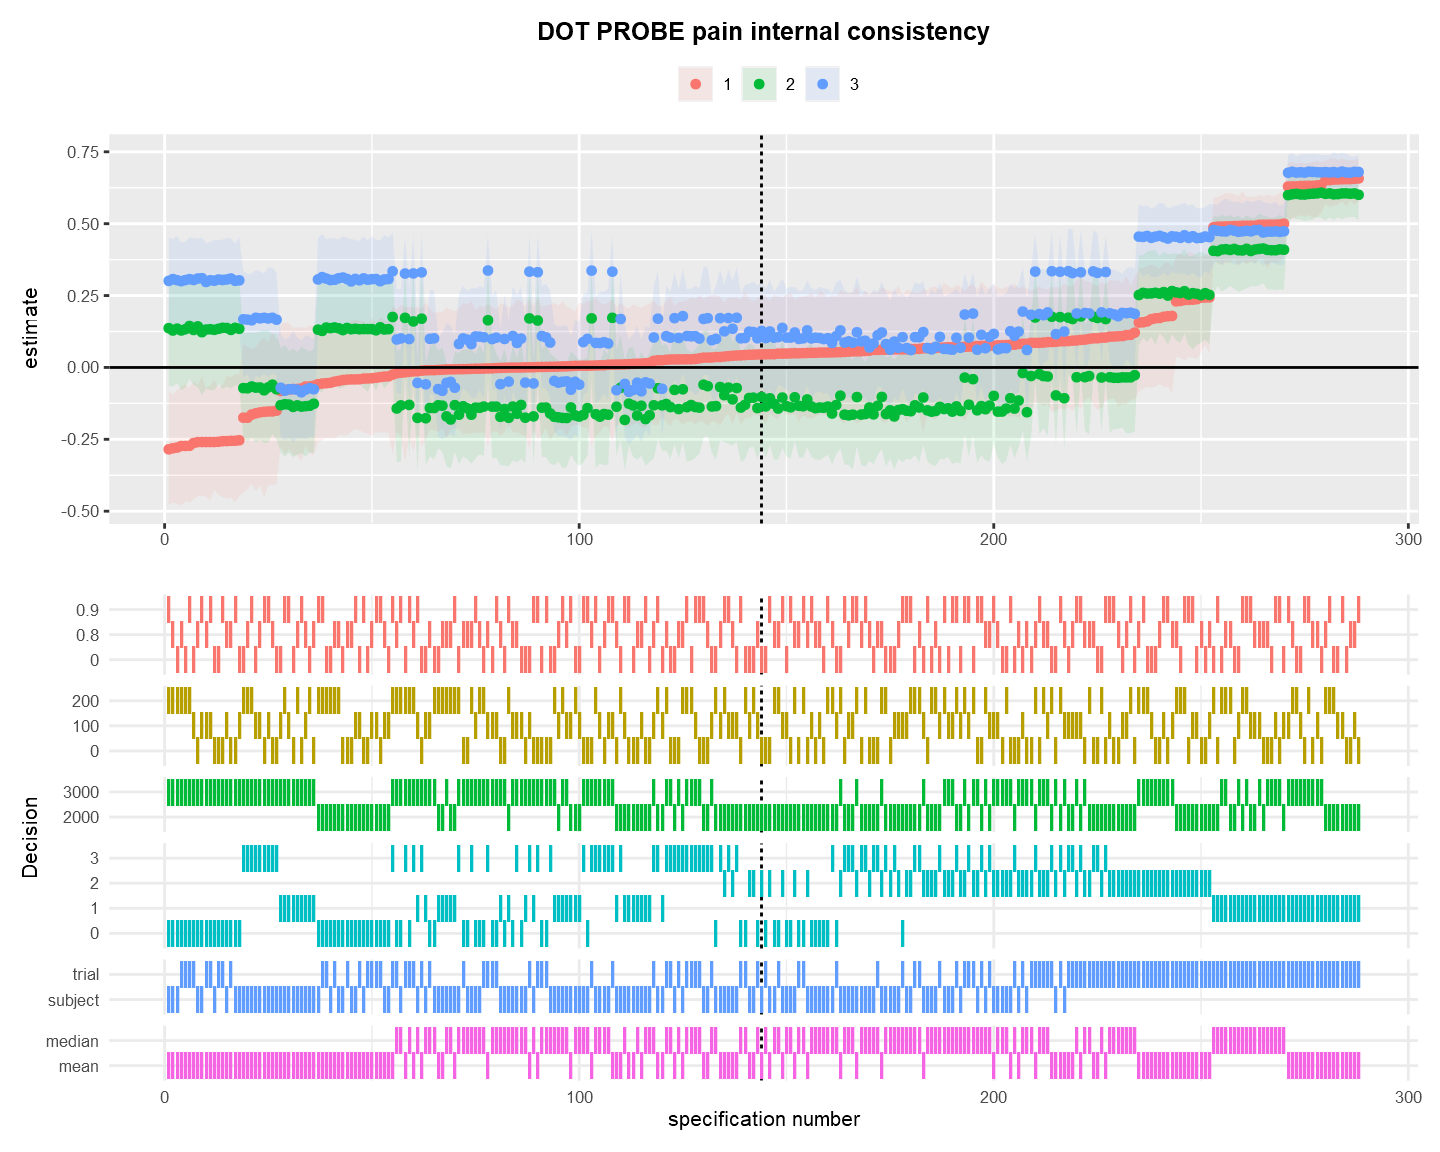 DOT PROBE pain internal consistency
1 2 3
estimate
0.75
0.50
0.25
0.00
-0.25
-0.50
0 100 200 300
Decision
0.9
0.8
0
200
100
0
3000
2000
3
2
1
0
trial
subject
median
mean
0 100 200 300
specification number